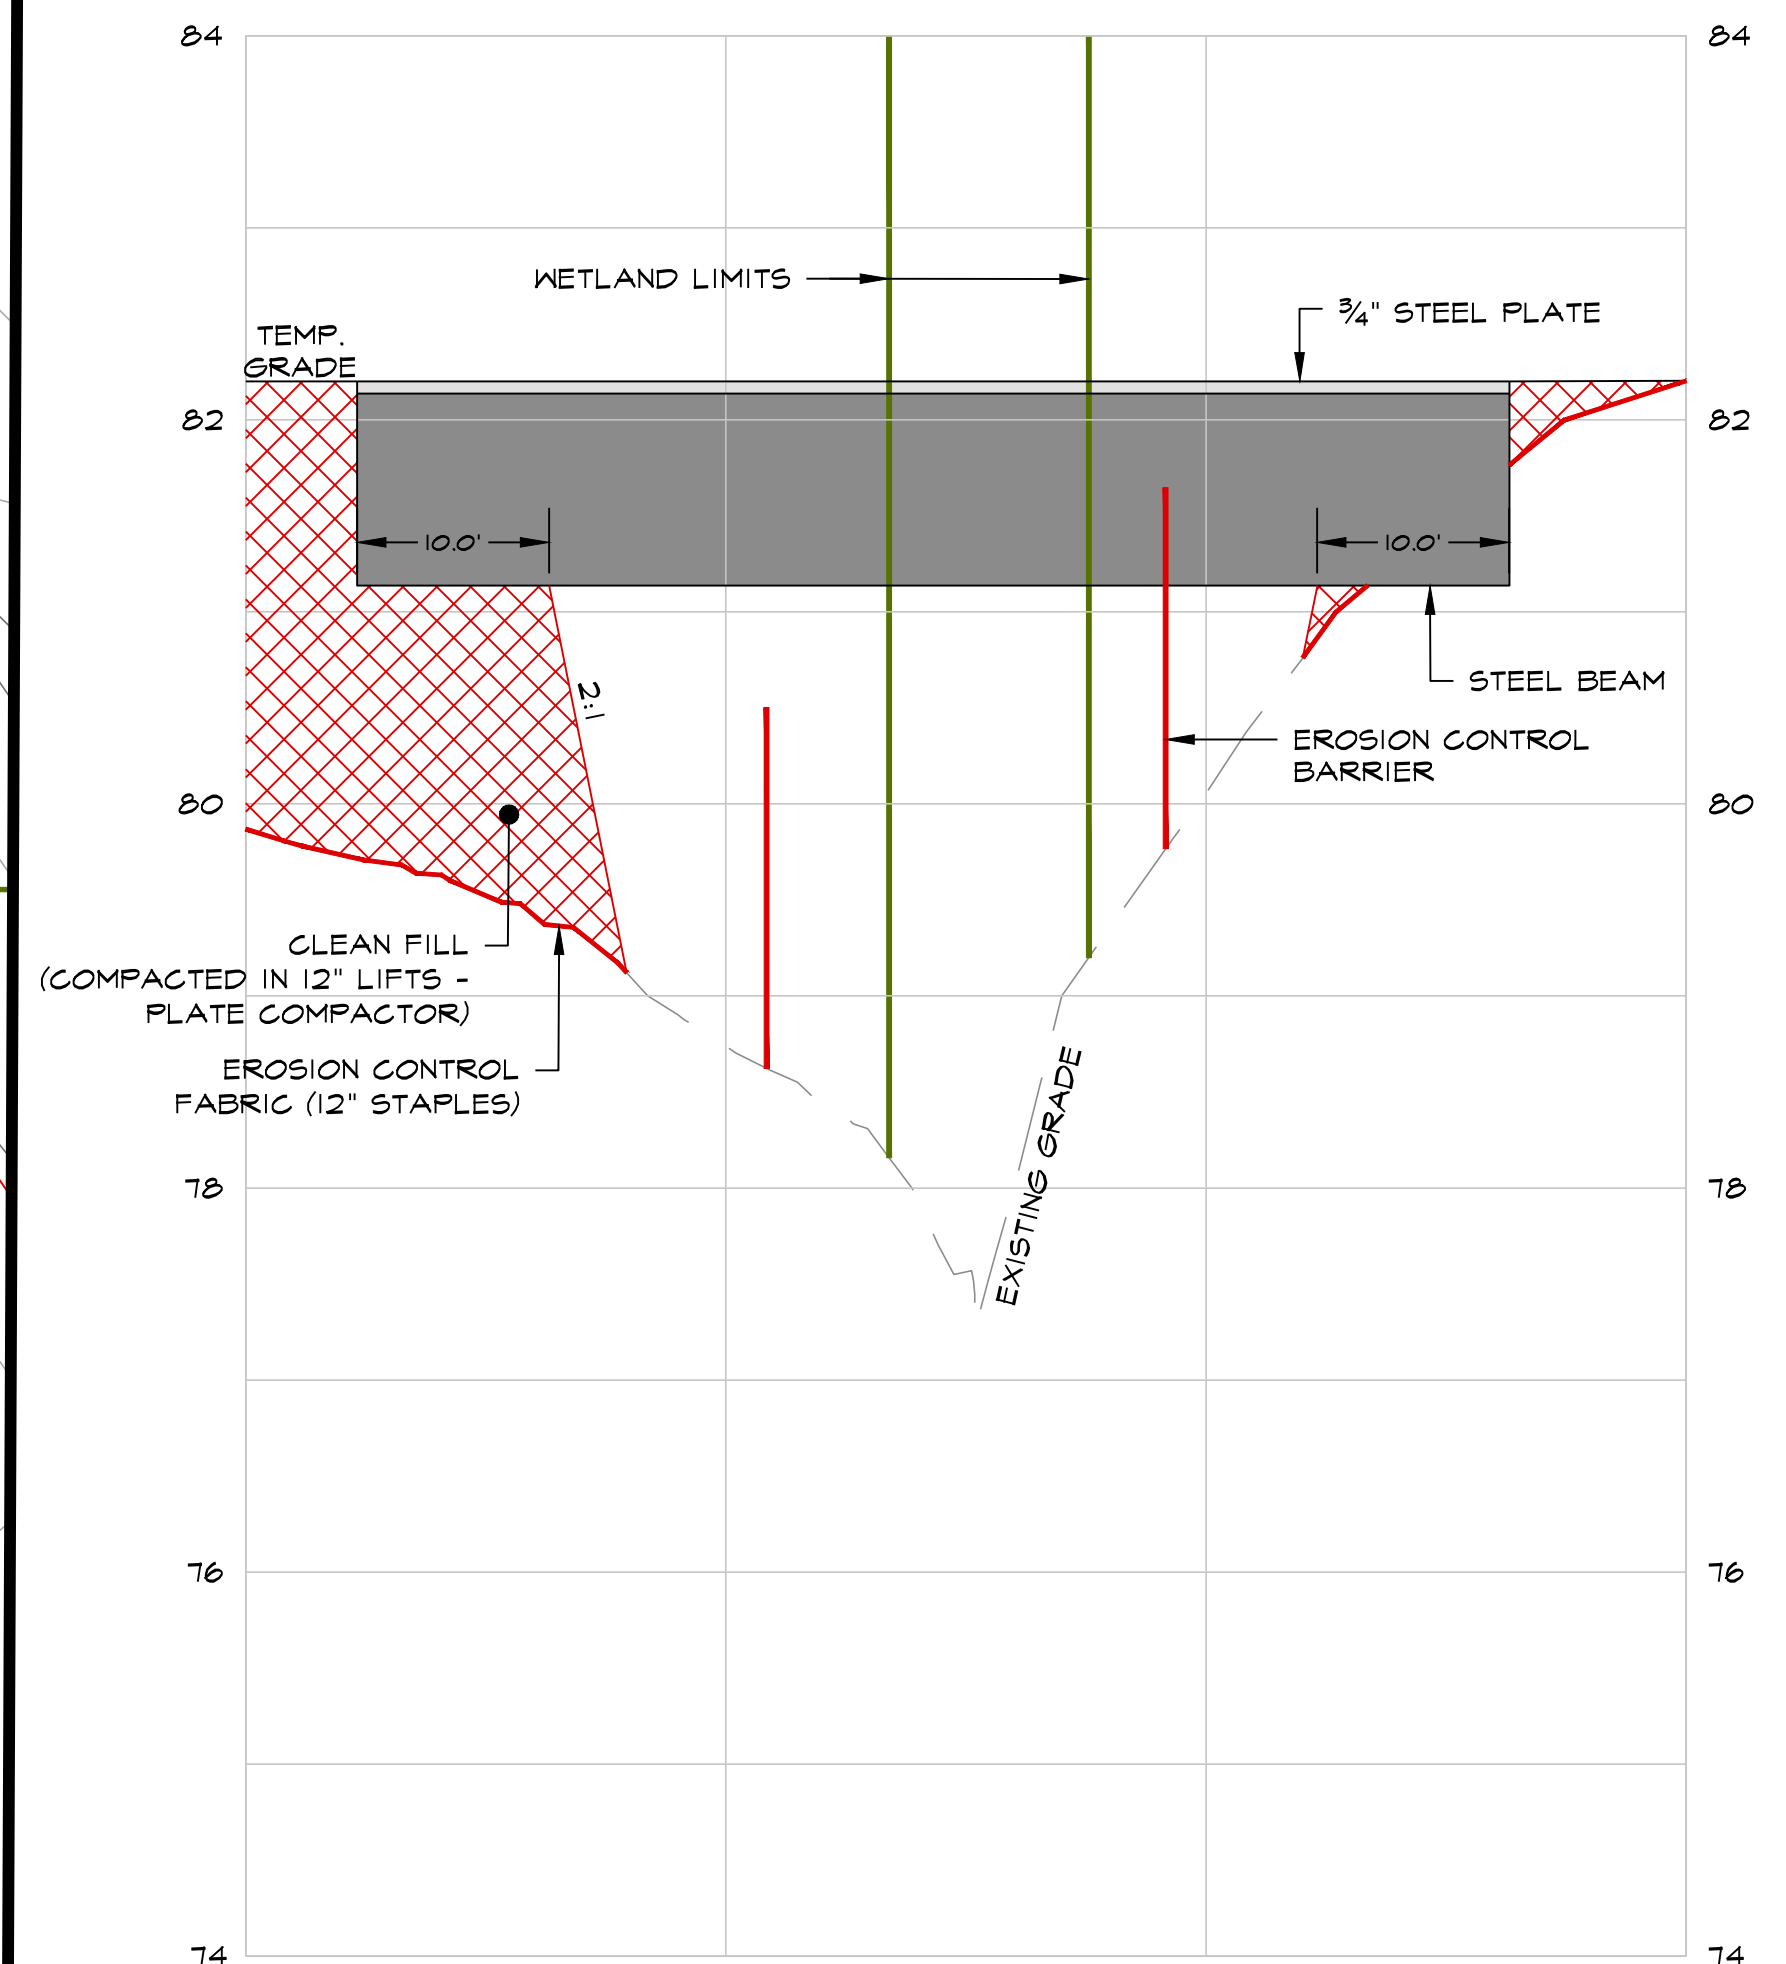 84
84
WETLAND LIMITS
3/4" STEEL PLATE
TEMP.
GRADE
82
82
10.0'
10.0'
STEEL BEAM
2:1
EROSION CONTROL
BARRIER
80
80
CLEAN FILL
(COMPACTED IN 12" LIFTS -
PLATE COMPACTOR)
EROSION CONTROL
FABRIC (12" STAPLES)
EXISTING GRADE
78
78
76
76
74
74